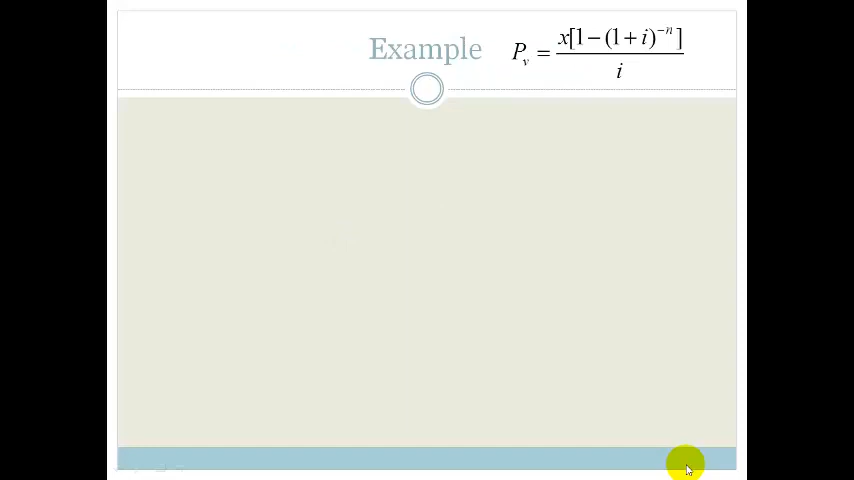 Example
P_v = x[1−(1+i)^−n] / i